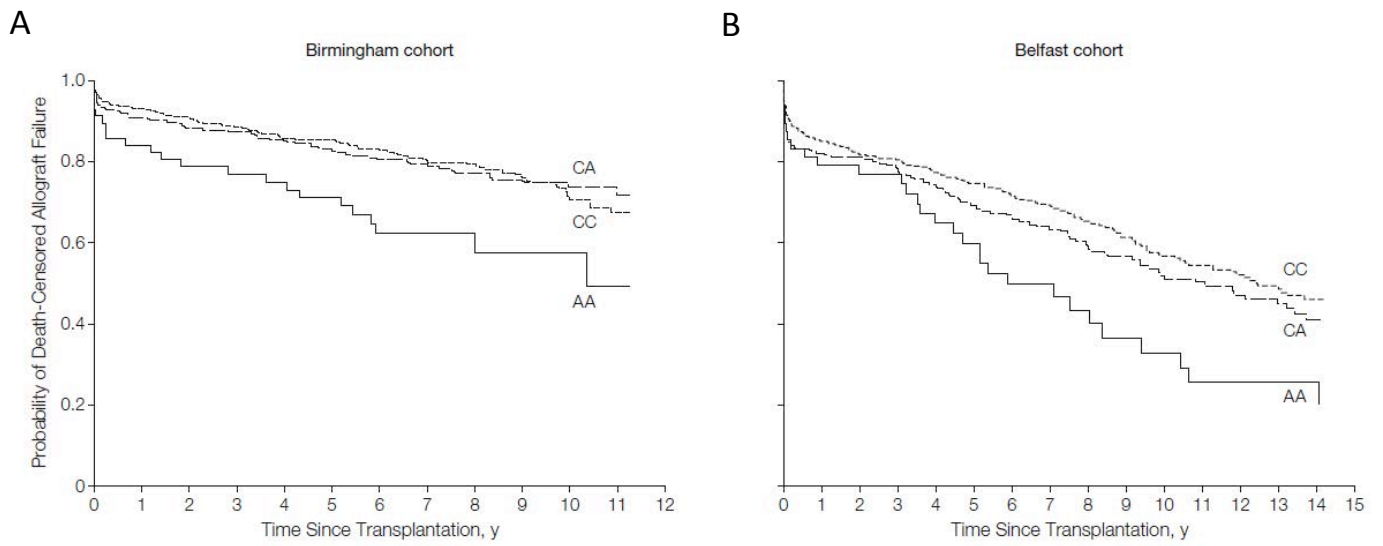 A
Birmingham cohort
Probability of Death-Censored Allograft Failure
1.0
0.8
0.6
0.4
0.2
0
CA
CC
AA
0 1 2 3 4 5 6 7 8 9 10 11 12
Time Since Transplantation, y
B
Belfast cohort
CC
CA
AA
0 1 2 3 4 5 6 7 8 9 10 11 12 13 14 15
Time Since Transplantation, y